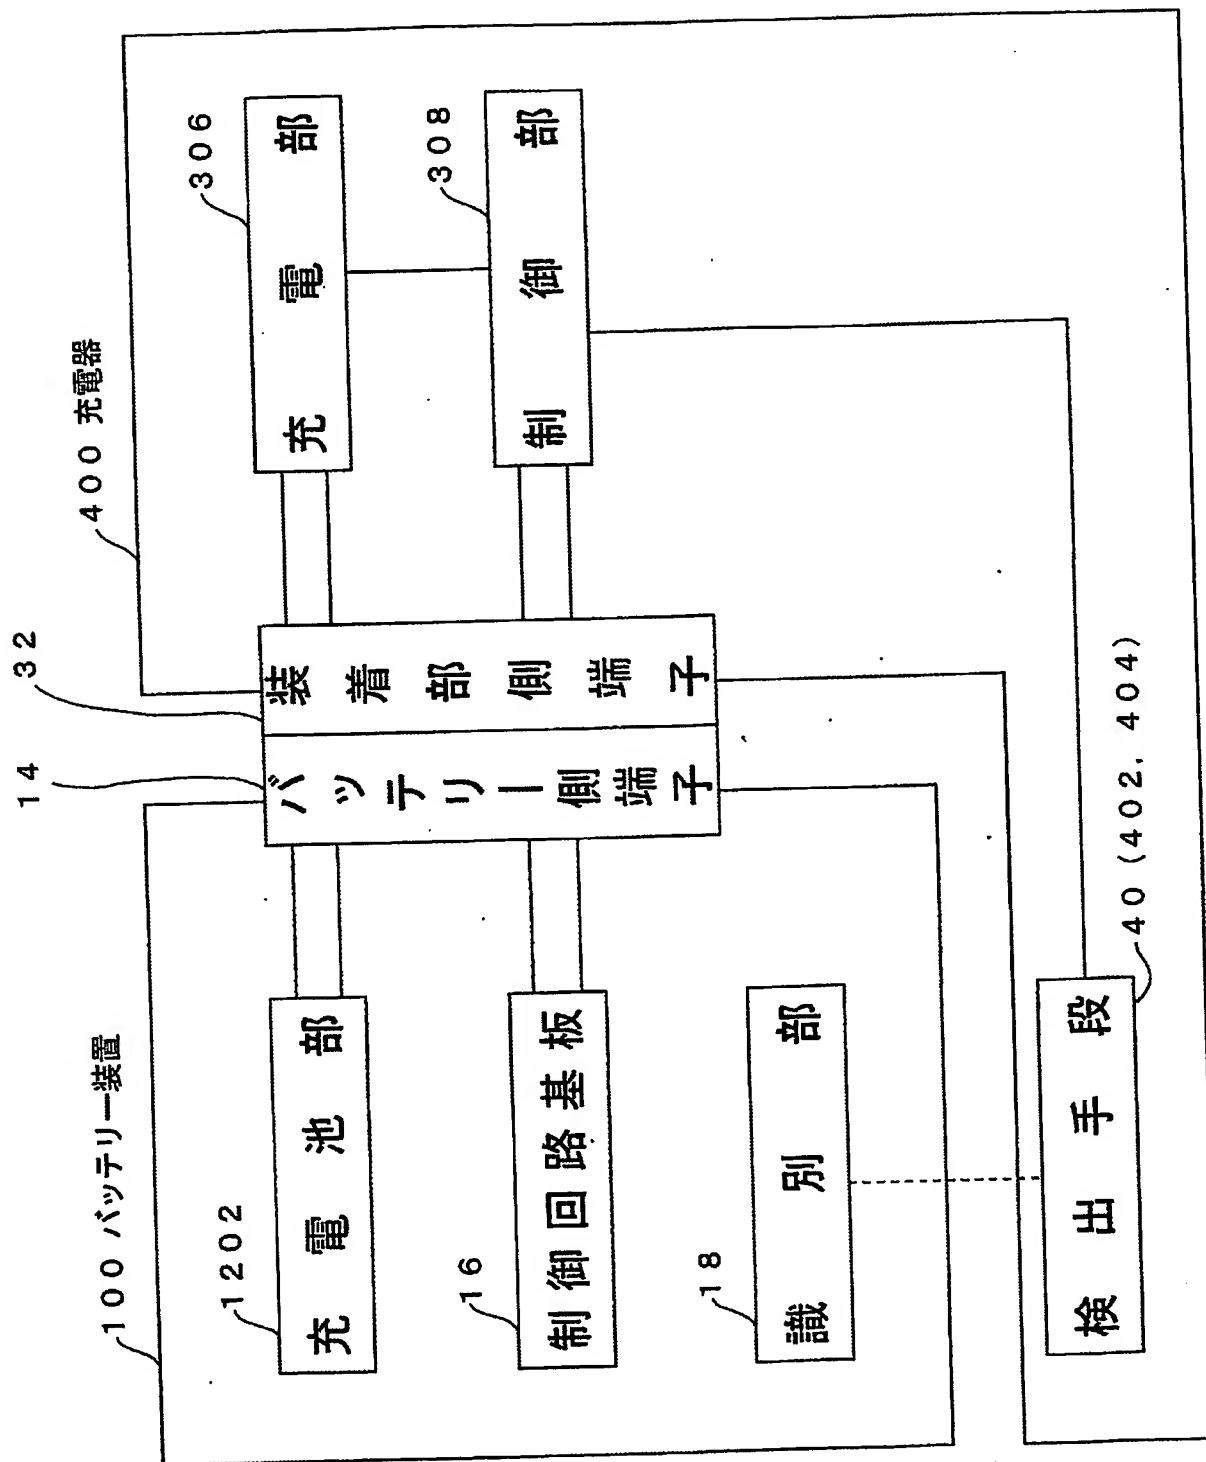 100 バッテリー装置
400 充電器
14
32
1202
充電池部
バッテリー側端子
装着部側端子
306
充電部
16
制御回路基板
308
制御部
18
識別部
検出手段
40(402,404)